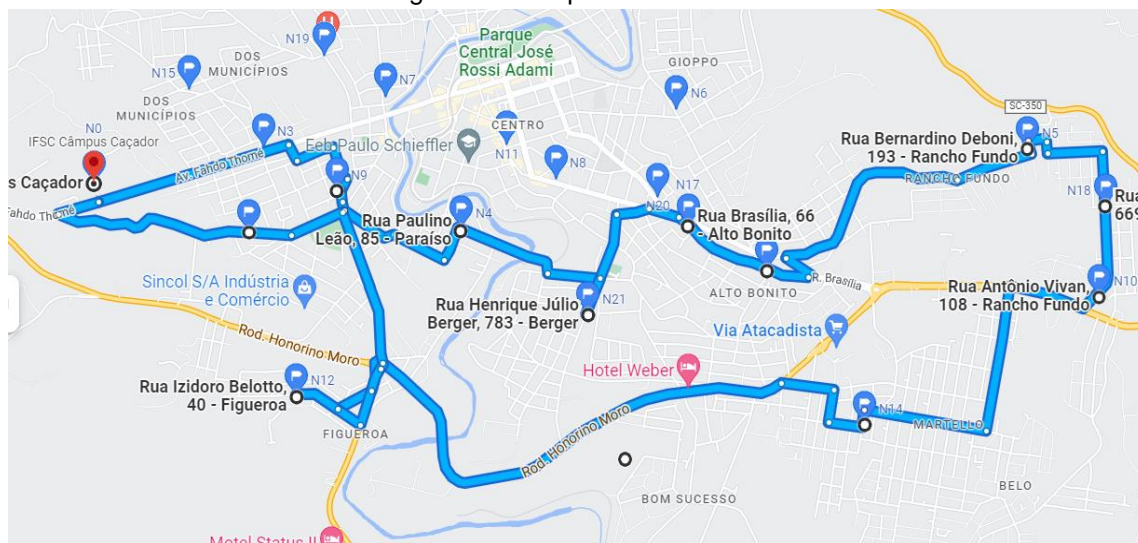 N19
N15
DOS
MUNICÍPIOS
DOS
MUNICÍPIOS
N7
Parque
Central José
Rossi Adami
GIOPPO
N6
SC-350
N0
IFSC Câmpus Caçador
N3
CENTRO
Eeb Paulo Schieffler
N11
N8
Rua Bernardino Deboni,
193 - Rancho Fundo
N5
RANCHO FUNDO
s Caçador
Av. Fahdo Thomé
N9
N17
N20
N18
Rua
669
Fahdo Thomé
Rua Paulino
Leão, 85 - Paraíso
N4
Rua Brasília, 66
- Alto Bonito
R. Brasília
ALTO BONITO
Sincol S/A Indústria
e Comércio
Rua Henrique Júlio
Berger, 783 - Berger
N21
Rua Antônio Vivan,
108 - Rancho Fundo
N10
Via Atacadista
Rod. Honorino Moro
Rua Izidoro Belotto,
40 - Figueroa
N12
Hotel Weber
FIGUEROA
N14
MARTELLO
Rod. Honorino Moro
BOM SUCESSO
BELO
Motel Status II